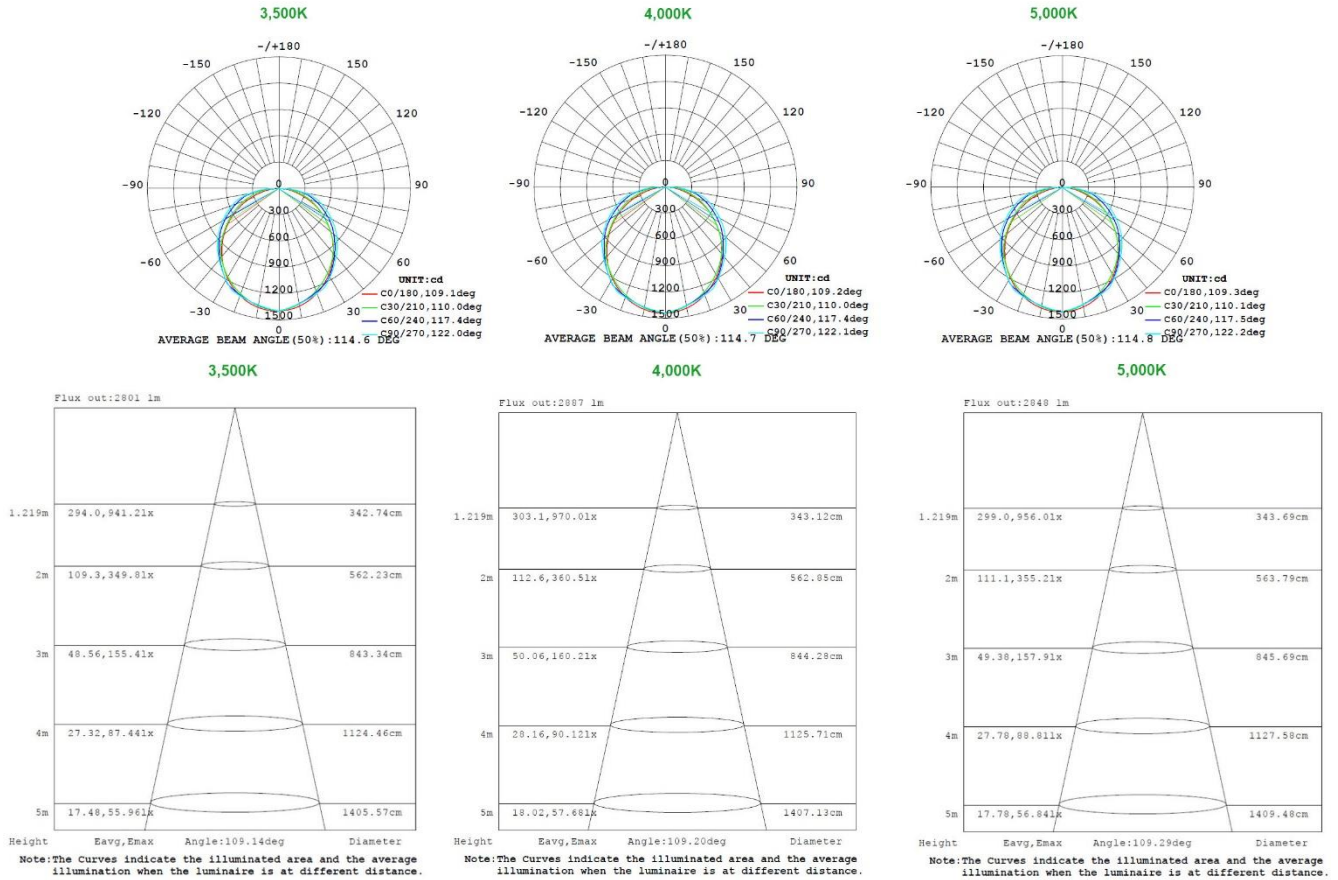 3,500K
-/+180
-150
150
-120
120
-90
90
-60
60
-30
30
0
0
300
600
900
1200
1500
UNIT:cd
C0/180,109.1deg
C30/210,110.0deg
C60/240,117.4deg
C90/270,122.0deg
AVERAGE BEAM ANGLE(50%):114.6 DEG
4,000K
-/+180
-150
150
-120
120
-90
90
-60
60
-30
30
0
0
300
600
900
1200
1500
UNIT:cd
C0/180,109.2deg
C30/210,110.0deg
C60/240,117.4deg
C90/270,122.1deg
AVERAGE BEAM ANGLE(50%):114.7 DEG
5,000K
-/+180
-150
150
-120
120
-90
90
-60
60
-30
30
0
0
300
600
900
1200
1500
UNIT:cd
C0/180,109.3deg
C30/210,110.1deg
C60/240,117.5deg
C90/270,122.2deg
AVERAGE BEAM ANGLE(50%):114.8 DEG
3,500K
Flux out:2801 lm
1.219m 294.0,941.2lx 342.74cm
2m 109.3,349.8lx 562.23cm
3m 48.56,155.4lx 843.34cm
4m 27.32,87.44lx 1124.46cm
5m 17.48,55.96lx 1405.57cm
Height Eavg,Emax Angle:109.14deg Diameter
Note:The Curves indicate the illuminated area and the average
illumination when the luminaire is at different distance.
4,000K
Flux out:2887 lm
1.219m 303.1,970.0lx 343.12cm
2m 112.6,360.5lx 562.85cm
3m 50.06,160.2lx 844.28cm
4m 28.16,90.12lx 1125.71cm
5m 18.02,57.68lx 1407.13cm
Height Eavg,Emax Angle:109.20deg Diameter
Note:The Curves indicate the illuminated area and the average
illumination when the luminaire is at different distance.
5,000K
Flux out:2848 lm
1.219m 299.0,956.0lx 343.69cm
2m 111.1,355.2lx 563.79cm
3m 49.38,157.9lx 845.69cm
4m 27.78,88.81lx 1127.58cm
5m 17.78,56.84lx 1409.48cm
Height Eavg,Emax Angle:109.29deg Diameter
Note:The Curves indicate the illuminated area and the average
illumination when the luminaire is at different distance.